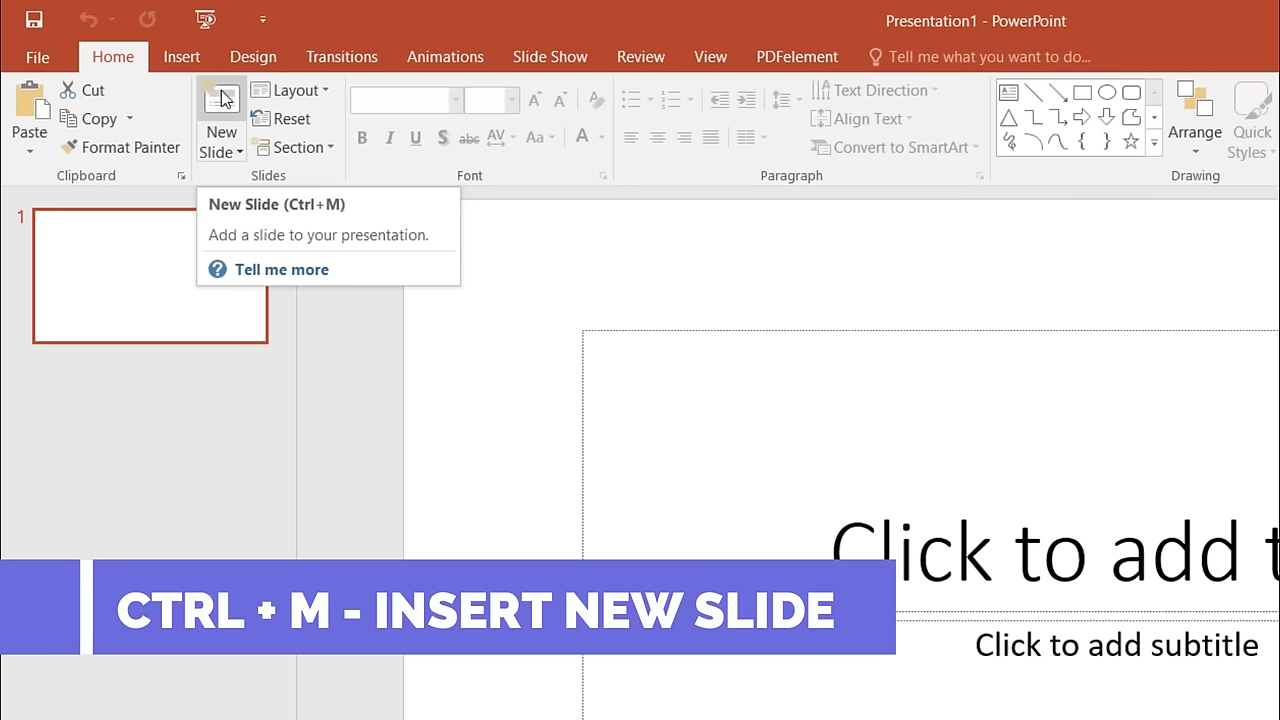 Presentation1 - PowerPoint
File Home Insert Design Transitions Animations Slide Show Review View PDFelement Tell me what you want to do...
Paste
Cut
Copy
Format Painter
Clipboard
New
Slide
Layout
Reset
Section
Slides
B I U S abc AV Aa A
Font
Text Direction
Align Text
Convert to SmartArt
Paragraph
Arrange
Quick
Styles
Drawing
1
New Slide (Ctrl+M)
Add a slide to your presentation.
? Tell me more
Click to add t
CTRL + M - INSERT NEW SLIDE
Click to add subtitle